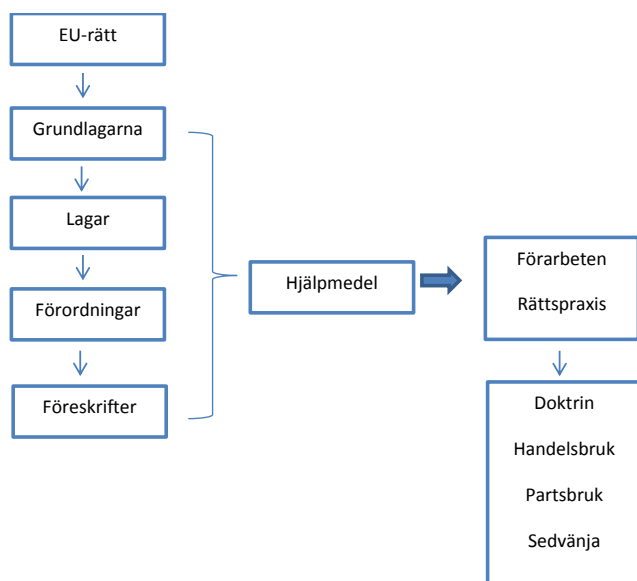 EU-rätt
Grundlagarna
Lagar
Förordningar
Föreskrifter
Hjälpmedel
Förarbeten
Rättspraxis
Doktrin
Handelsbruk
Partsbruk
Sedvänja